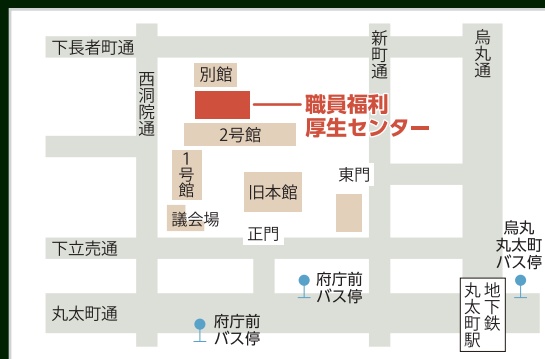 下長者町通
西洞院通
新町通
烏丸通
別館
職員福利
厚生センター
2号館
1号館
旧本館
東門
議会場
正門
下立売通
烏丸
丸太町
バス停
府庁前
バス停
地下鉄
丸太町駅
丸太町通
府庁前
バス停